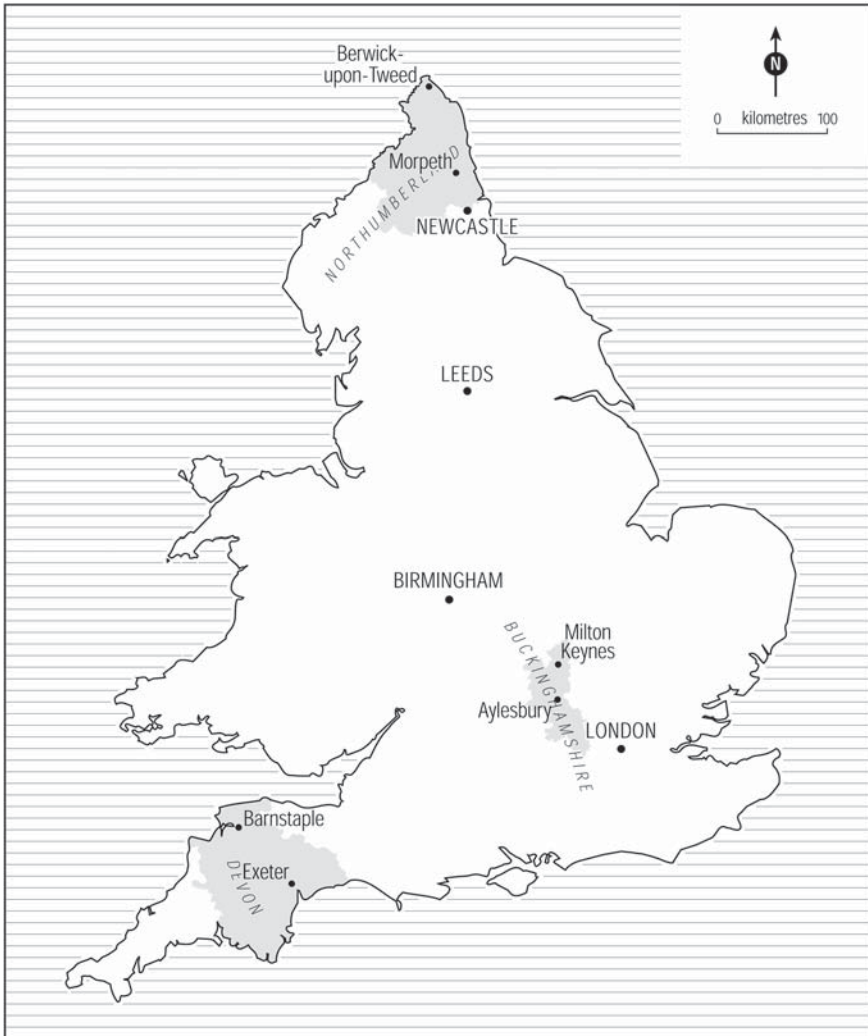 Berwick-
upon-Tweed
N
0 kilometres 100
Morpeth
NORTHUMBERLAND
NEWCASTLE
LEEDS
BIRMINGHAM
Milton
Keynes
BUCKINGHAMSHIRE
Aylesbury
LONDON
Barnstaple
Exeter
DEVON